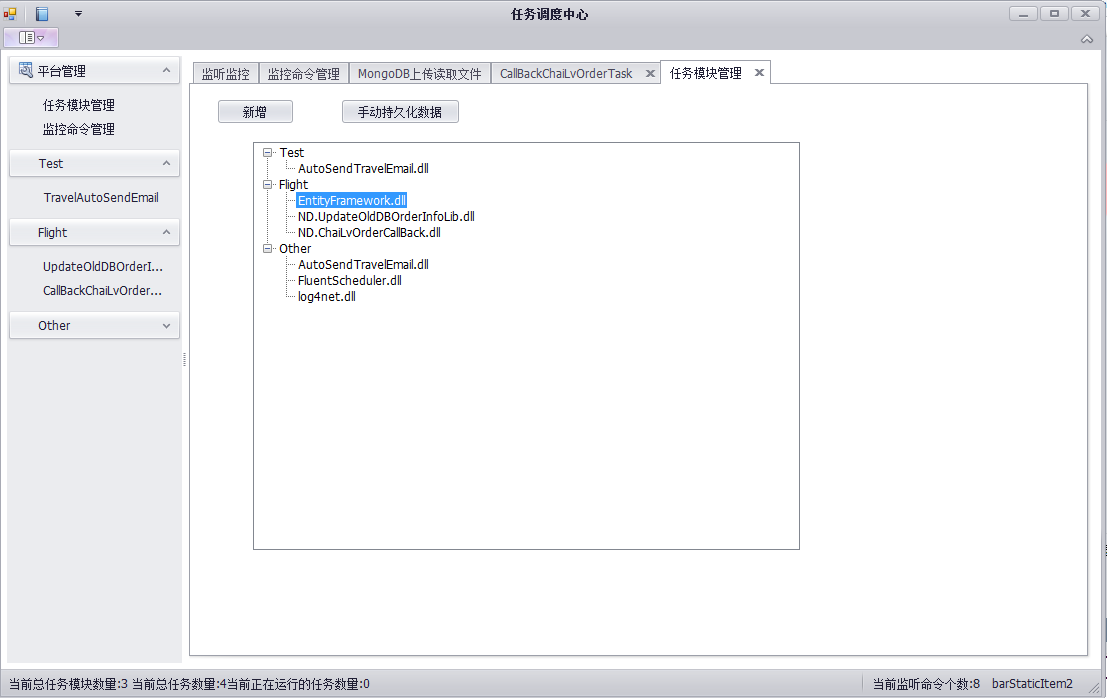 任务调度中心
平台管理
任务模块管理
监控命令管理
Test
TravelAutoSendEmail
Flight
UpdateOldDBOrderI...
CallBackChaiLvOrder...
Other
监听监控 监控命令管理 MongoDB上传读取文件 CallBackChaiLvOrderTask 任务模块管理
新增 手动持久化数据
Test
AutoSendTravelEmail.dll
Flight
EntityFramework.dll
ND.UpdateOldDBOrderInfoLib.dll
ND.ChaiLvOrderCallBack.dll
Other
AutoSendTravelEmail.dll
FluentScheduler.dll
log4net.dll
当前总任务模块数量:3 当前总任务数量:4当前正在运行的任务数量:0 当前监听命令个数:8 barStaticItem2